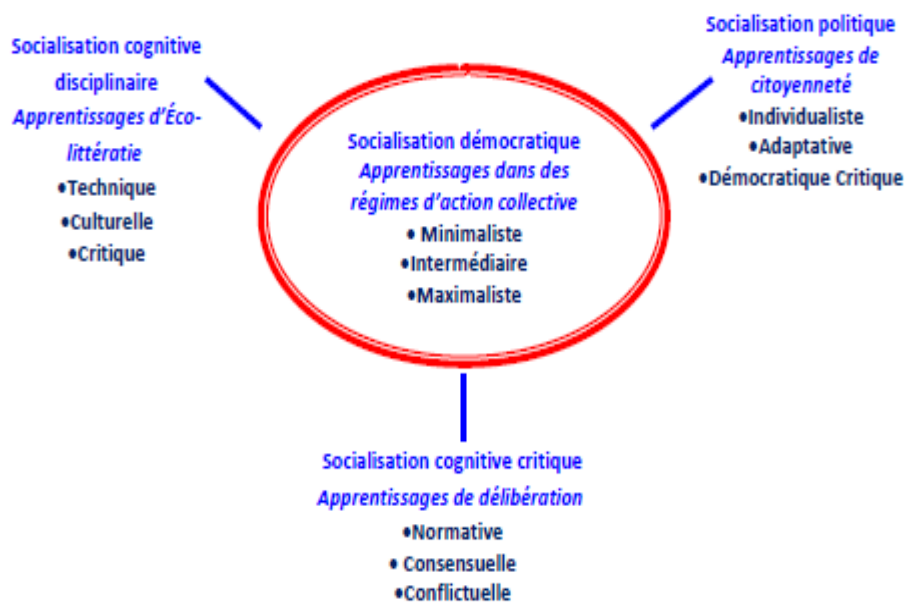 Socialisation cognitive
disciplinaire
Apprentissages d'Éco-
littératie
•Technique
•Culturelle
•Critique
Socialisation démocratique
Apprentissages dans des
régimes d'action collective
• Minimaliste
•Intermédiaire
•Maximaliste
Socialisation politique
Apprentissages de
citoyenneté
•Individualiste
•Adaptative
•Démocratique Critique
Socialisation cognitive critique
Apprentissages de délibération
•Normative
• Consensuelle
•Conflictuelle